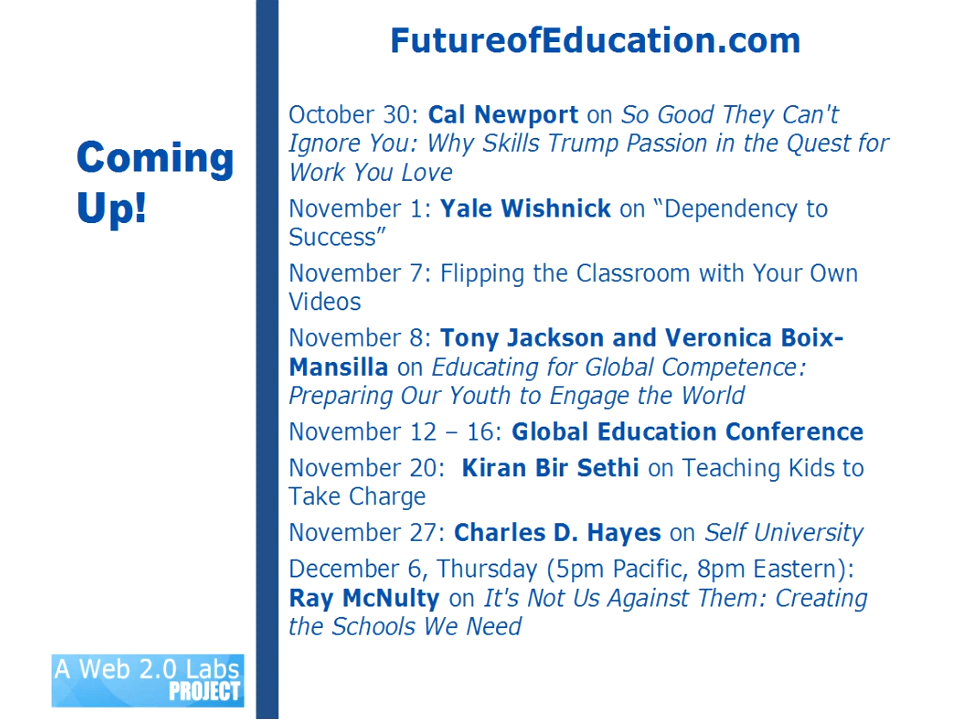 FutureofEducation.com
Coming
Up!
October 30: Cal Newport on So Good They Can't
Ignore You: Why Skills Trump Passion in the Quest for
Work You Love
November 1: Yale Wishnick on “Dependency to
Success”
November 7: Flipping the Classroom with Your Own
Videos
November 8: Tony Jackson and Veronica Boix-
Mansilla on Educating for Global Competence:
Preparing Our Youth to Engage the World
November 12 – 16: Global Education Conference
November 20:  Kiran Bir Sethi on Teaching Kids to
Take Charge
November 27: Charles D. Hayes on Self University
December 6, Thursday (5pm Pacific, 8pm Eastern):
Ray McNulty on It's Not Us Against Them: Creating
the Schools We Need
A Web 2.0 Labs
PROJECT